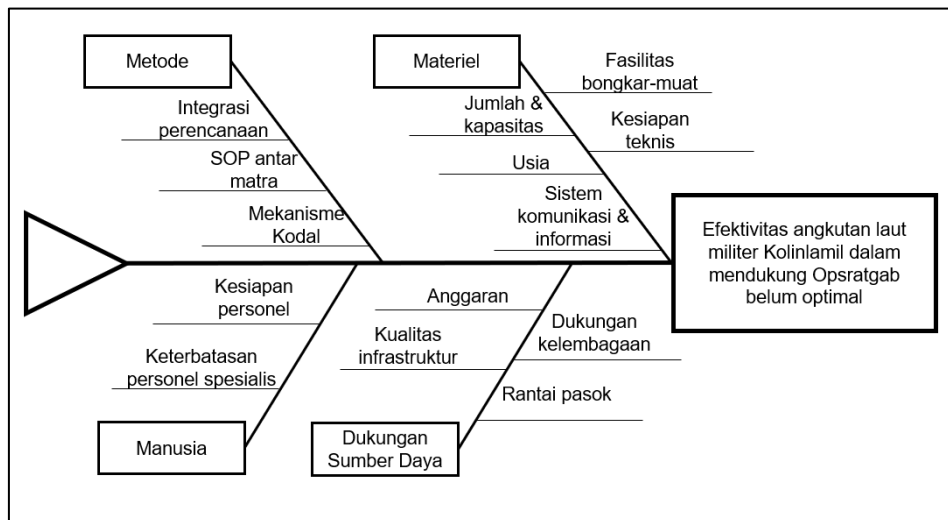 Metode
Integrasi
perencanaan
SOP antar
matra
Mekanisme
Kodal
Materiel
Jumlah &
kapasitas
Usia
Sistem
komunikasi &
informasi
Fasilitas
bongkar-muat
Kesiapan
teknis
Efektivitas angkutan laut
militer Kolinlamil dalam
mendukung Opsratgab
belum optimal
Kesiapan
personel
Keterbatasan
personel spesialis
Manusia
Anggaran
Kualitas
infrastruktur
Dukungan
kelembagaan
Rantai pasok
Dukungan
Sumber Daya